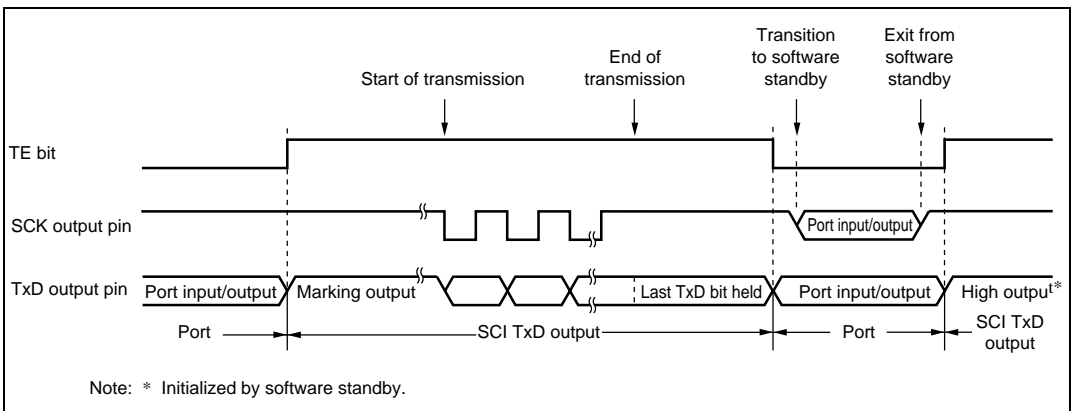 Transition
to software
standby
Exit from
software
standby
End of
transmission
Start of transmission
TE bit
SCK output pin
Port input/output
TxD output pin
Port input/output
Marking output
Last TxD bit held
Port input/output
High output*
Port
SCI TxD output
Port
SCI TxD
output
Note: * Initialized by software standby.